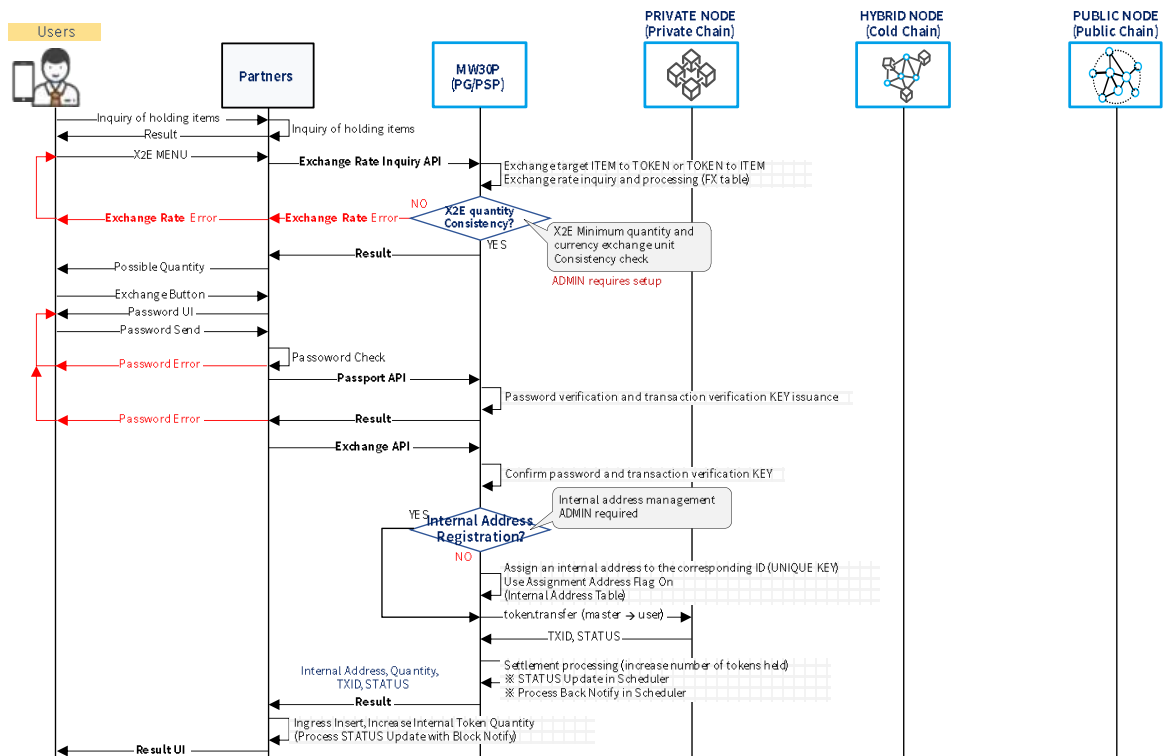 Users
Partners
MW30P
(PG/PSP)
PRIVATE NODE
(Private Chain)
HYBRID NODE
(Cold Chain)
PUBLIC NODE
(Public Chain)
Inquiry of holding items
Inquiry of holding items
Result
X2E MENU
Exchange Rate Inquiry API
Exchange target ITEM to TOKEN or TOKEN to ITEM
Exchange rate inquiry and processing (FX table)
NO
Exchange Rate Error
Exchange Rate Error
X2E quantity
Consistency?
YES
X2E Minimum quantity and
currency exchange unit
Consistency check
ADMIN requires setup
Result
Possible Quantity
Exchange Button
Password UI
Password Send
Passoword Check
Password Error
Passport API
Password verification and transaction verification KEY issuance
Password Error
Result
Exchange API
Confirm password and transaction verification KEY
Internal address management
ADMIN required
YES
Internal Address
Registration?
NO
Assign an internal address to the corresponding ID (UNIQUE KEY)
Use Assignment Address Flag On
(Internal Address Table)
token.transfer (master → user)
TXID, STATUS
Settlement processing (increase number of tokens held)
※ STATUS Update in Scheduler
※ Process Back Notify in Scheduler
Internal Address, Quantity,
TXID, STATUS
Result
Ingress Insert, Increase Internal Token Quantity
(Process STATUS Update with Block Notify)
Result UI